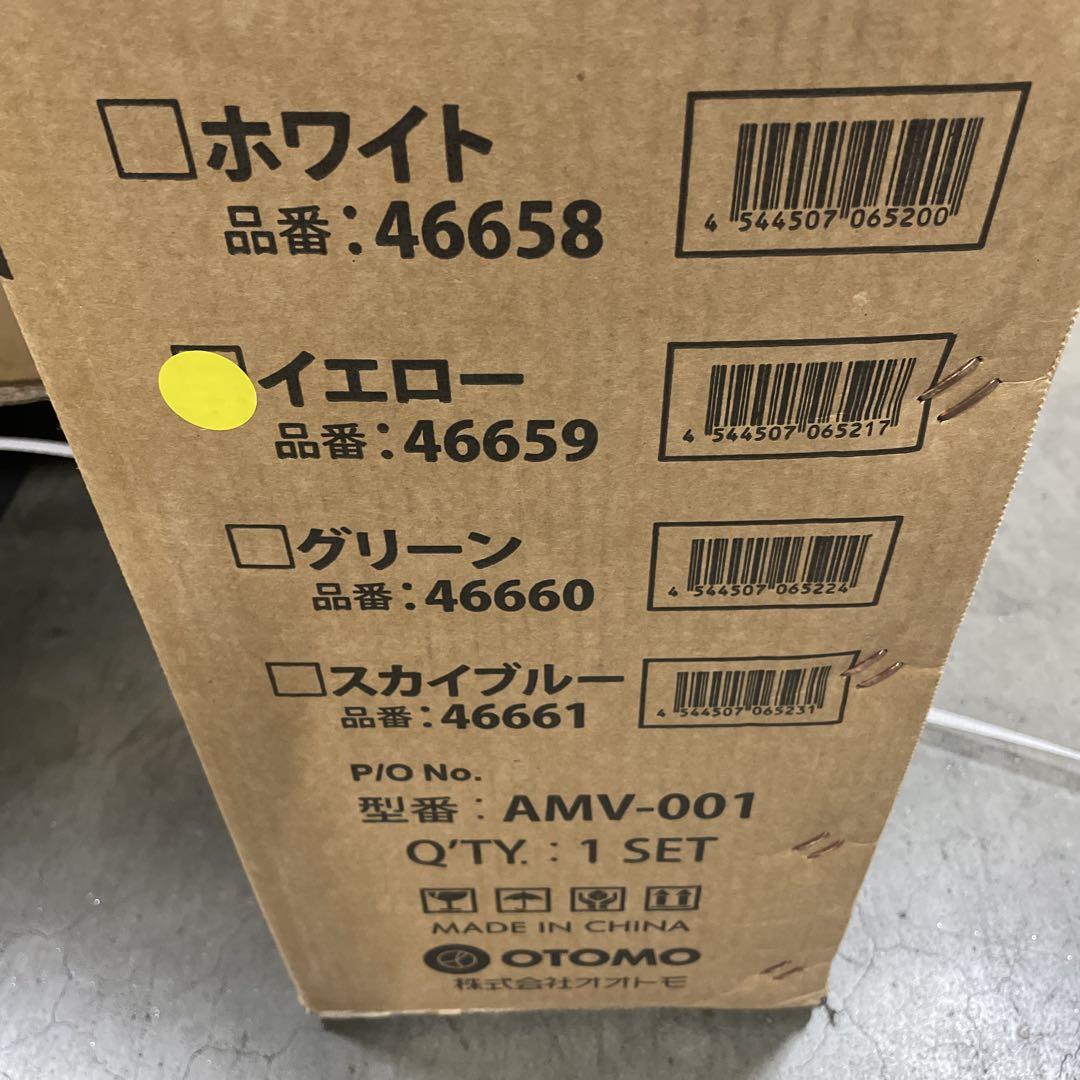 ホワイト
品番：46658
4 544507 065200
イエロー
品番：46659
4 544507 065217
グリーン
品番：46660
4 544507 065224
スカイブルー
品番：46661
4 544507 065231
P/O No.
型番：AMV-001
Q'TY.：1 SET
MADE IN CHINA
OTOMO
株式会社オオトモ